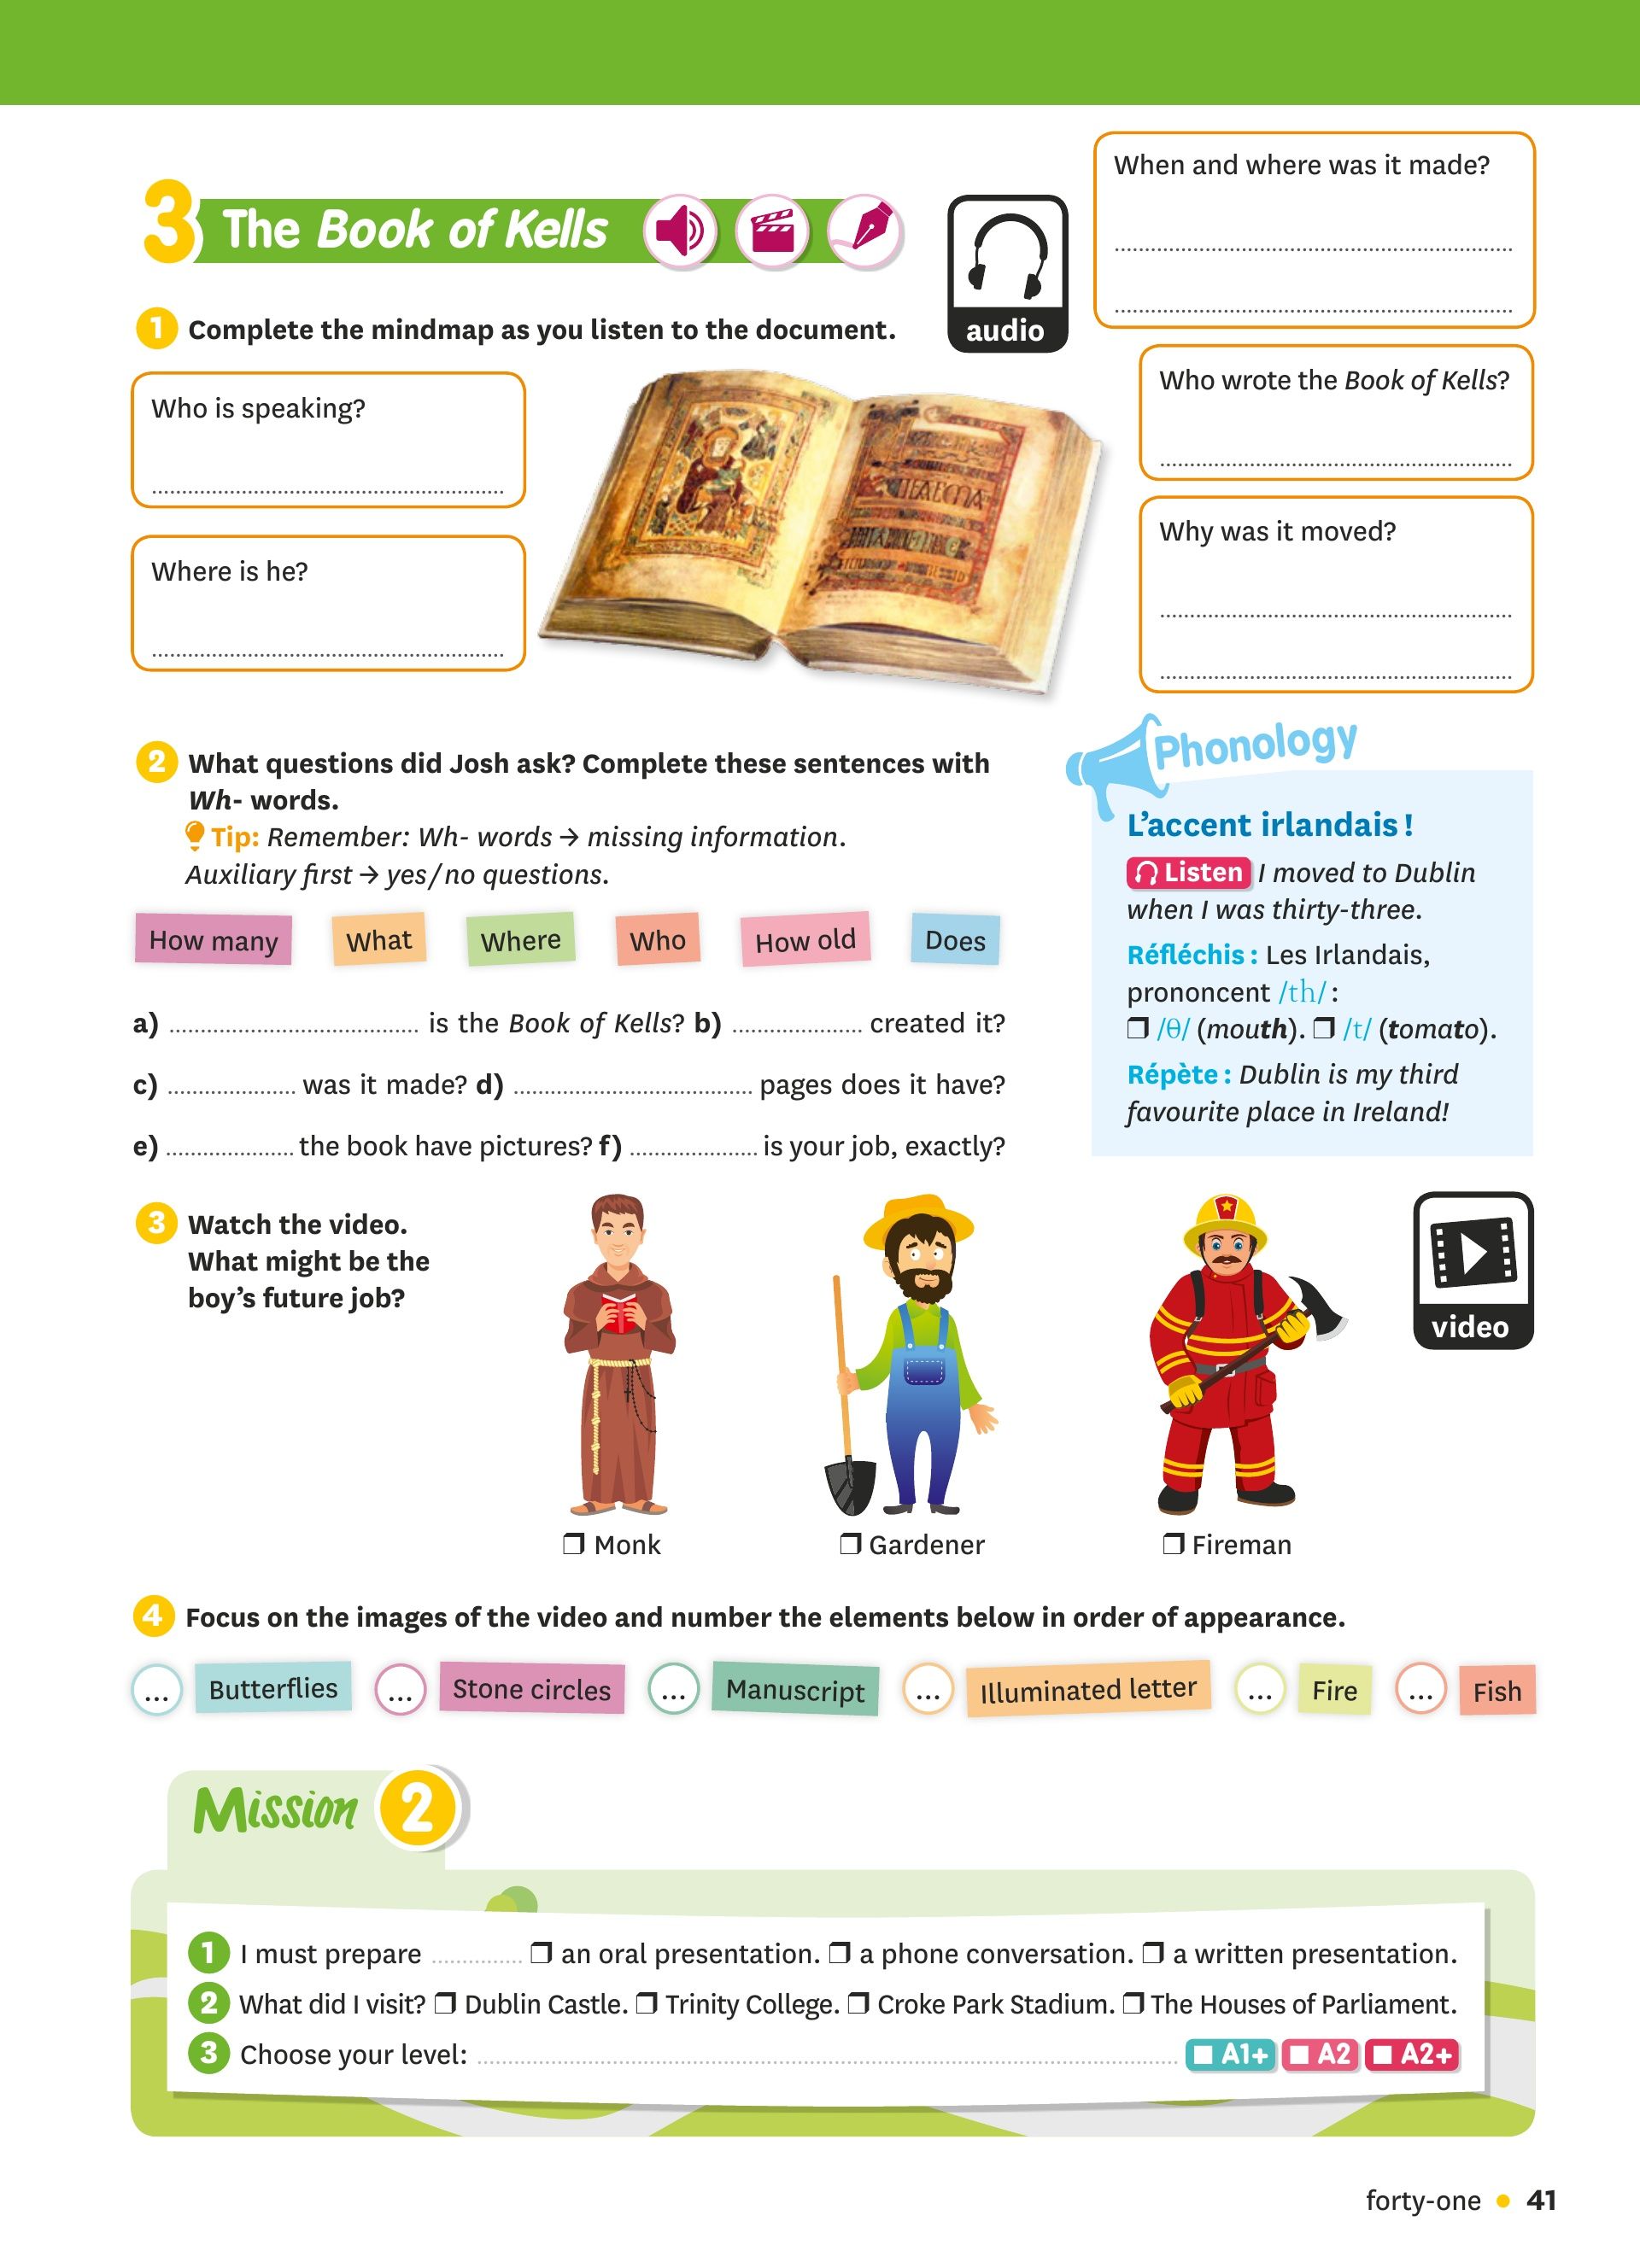 3 The Book of Kells
audio
1 Complete the mindmap as you listen to the document.
Who is speaking?
Where is he?
When and where was it made?
Who wrote the Book of Kells?
Why was it moved?
2 What questions did Josh ask? Complete these sentences with
Wh- words.
Tip: Remember: Wh- words → missing information.
Auxiliary first → yes/no questions.
How many What Where Who How old Does
a) .................... is the Book of Kells? b) .................... created it?
c) .................... was it made? d) .................... pages does it have?
e) .................... the book have pictures? f) .................... is your job, exactly?
Phonology
L'accent irlandais !
Listen I moved to Dublin
when I was thirty-three.
Réfléchis : Les Irlandais,
prononcent /th/ :
❒ /θ/ (mouth). ❒ /t/ (tomato).
Répète : Dublin is my third
favourite place in Ireland!
3 Watch the video.
What might be the
boy's future job?
video
❒ Monk ❒ Gardener ❒ Fireman
4 Focus on the images of the video and number the elements below in order of appearance.
... Butterflies ... Stone circles ... Manuscript ... Illuminated letter ... Fire ... Fish
Mission 2
1 I must prepare .............. ❒ an oral presentation. ❒ a phone conversation. ❒ a written presentation.
2 What did I visit? ❒ Dublin Castle. ❒ Trinity College. ❒ Croke Park Stadium. ❒ The Houses of Parliament.
3 Choose your level: .................... A1+ A2 A2+
forty-one • 41